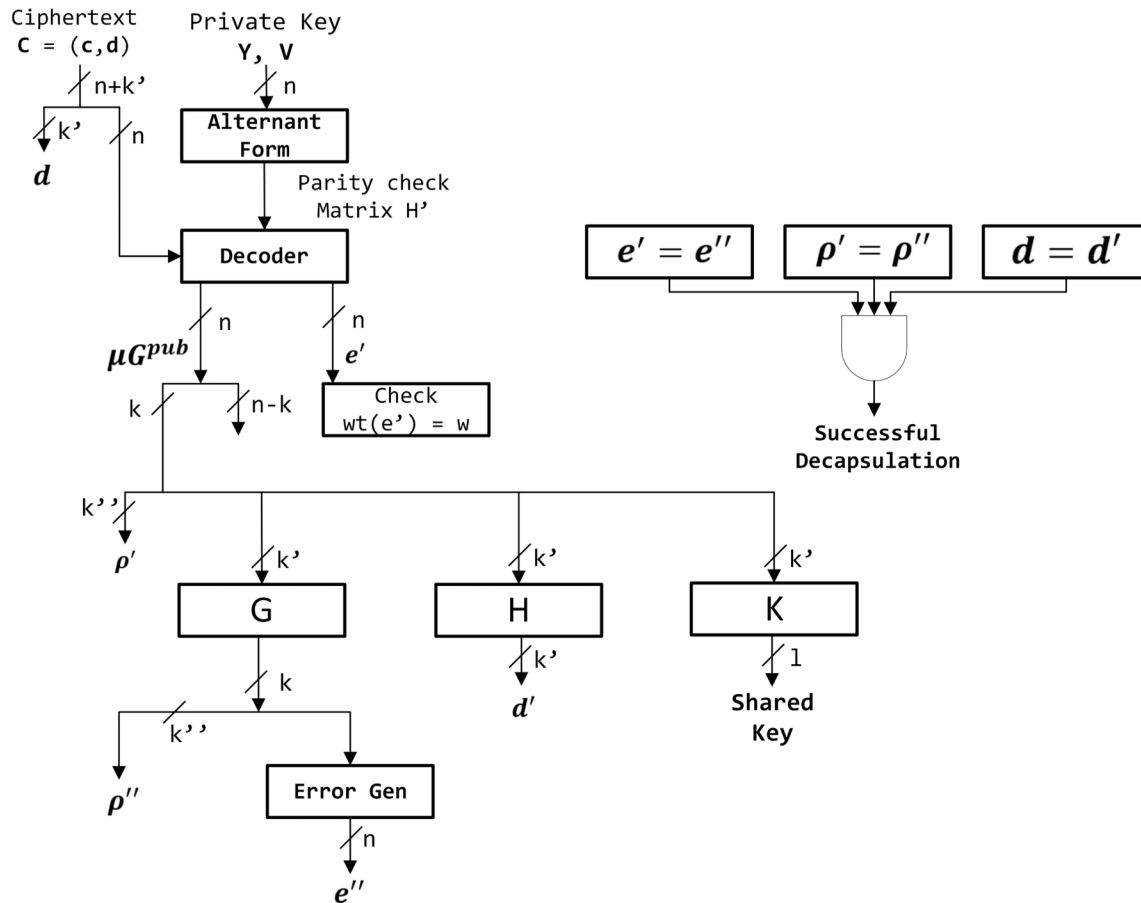 Ciphertext
C = (c,d)
Private Key
Y, V
n+k’
n
k’
n
d
Alternant
Form
Parity check
Matrix H’
Decoder
n
n
μG^pub
e′
k
n-k
Check
wt(e’) = w
e′ = e′′
ρ′ = ρ′′
d = d′
Successful
Decapsulation
k’’
ρ′
k’
k’
k’
G
H
K
k
k’
l
d′
Shared
Key
k’’
ρ′′
Error Gen
n
e′′